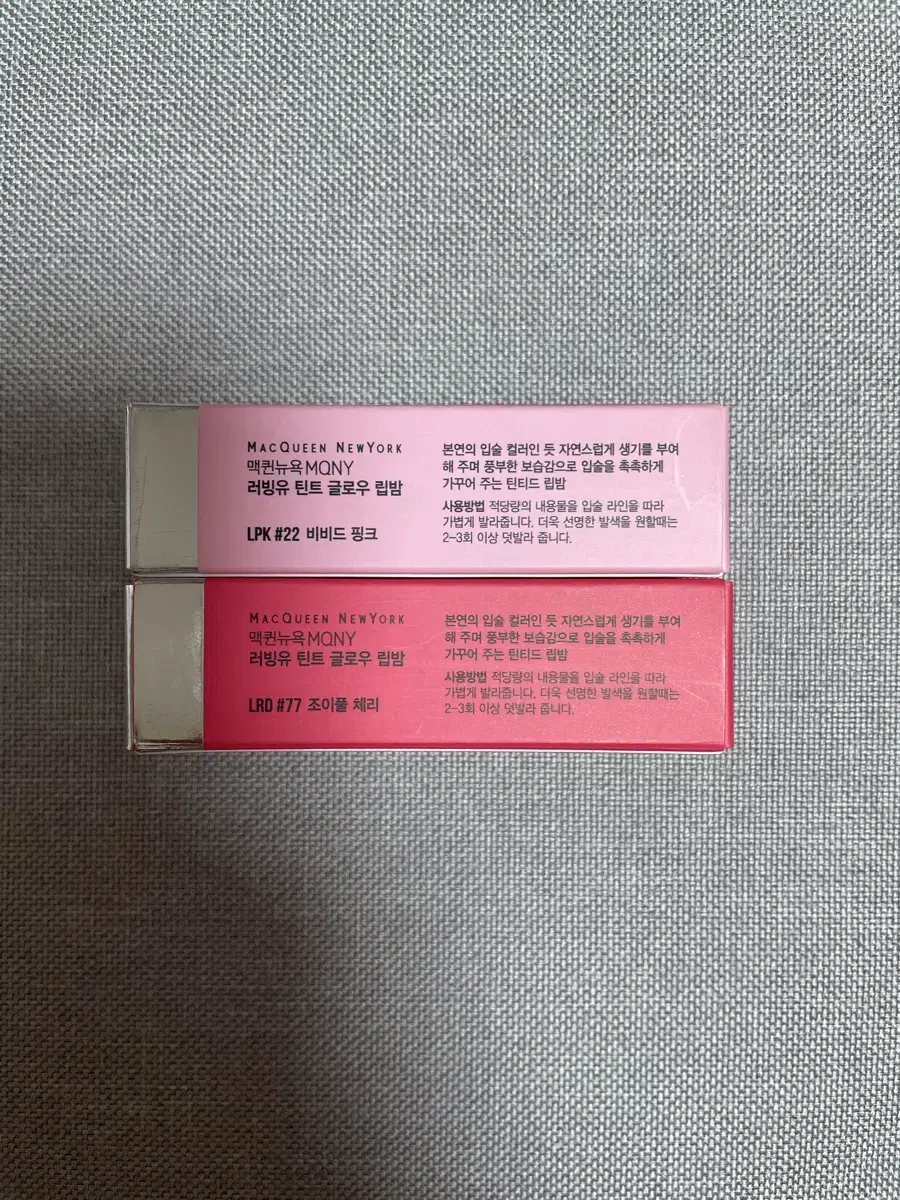 MACQUEEN NEWYORK
맥퀸뉴욕 MQNY
러빙유 틴트 글로우 립밤
LPK #22 비비드 핑크
본연의 입술 컬러인 듯 자연스럽게 생기를 부여
해 주며 풍부한 보습감으로 입술을 촉촉하게
가꾸어 주는 틴티드 립밤
사용방법 적당량의 내용물을 입술 라인을 따라
가볍게 발라줍니다. 더욱 선명한 발색을 원할때는
2-3회 이상 덧발라 줍니다.
MACQUEEN NEWYORK
맥퀸뉴욕 MQNY
러빙유 틴트 글로우 립밤
LRD #77 조이풀 체리
본연의 입술 컬러인 듯 자연스럽게 생기를 부여
해 주며 풍부한 보습감으로 입술을 촉촉하게
가꾸어 주는 틴티드 립밤
사용방법 적당량의 내용물을 입술 라인을 따라
가볍게 발라줍니다. 더욱 선명한 발색을 원할때는
2-3회 이상 덧발라 줍니다.